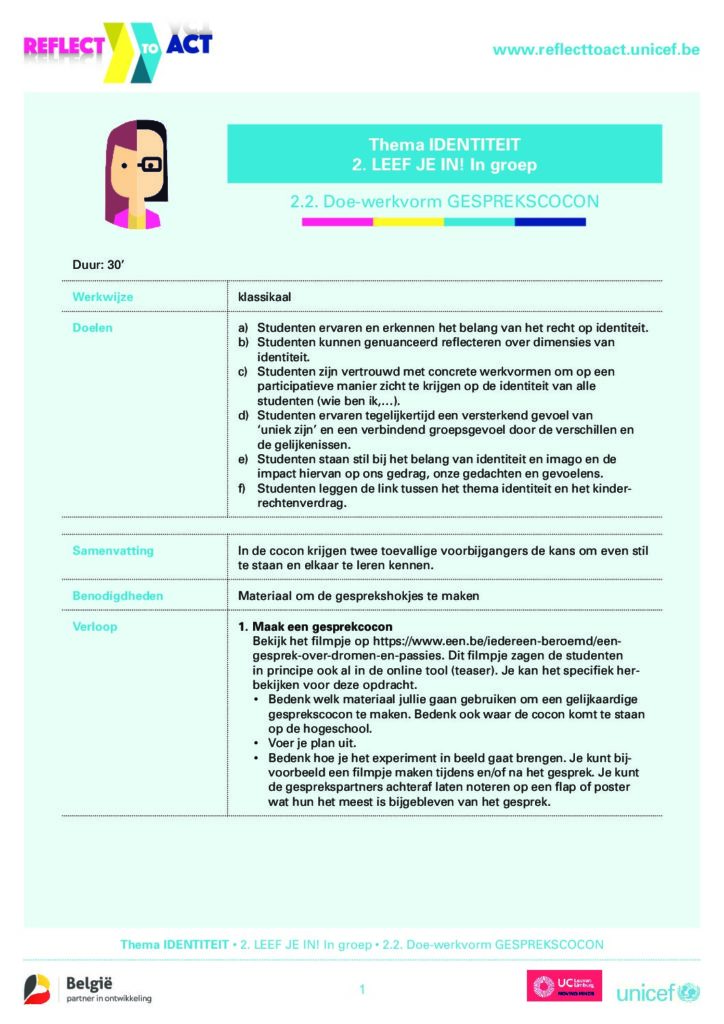 REFLECT TO ACT
www.reflecttoact.unicef.be
Thema IDENTITEIT
2. LEEF JE IN! In groep
2.2. Doe-werkvorm GESPREKSCOCON
Duur: 30’
Werkwijze
klassikaal
Doelen
a) Studenten ervaren en erkennen het belang van het recht op identiteit.
b) Studenten kunnen genuanceerd reflecteren over dimensies van
identiteit.
c) Studenten zijn vertrouwd met concrete werkvormen om op een
participatieve manier zicht te krijgen op de identiteit van alle
studenten (wie ben ik,…).
d) Studenten ervaren tegelijkertijd een versterkend gevoel van
‘uniek zijn’ en een verbindend groepsgevoel door de verschillen en
de gelijkenissen.
e) Studenten staan stil bij het belang van identiteit en imago en de
impact hiervan op ons gedrag, onze gedachten en gevoelens.
f) Studenten leggen de link tussen het thema identiteit en het kinder-
rechtenverdrag.
Samenvatting
In de cocon krijgen twee toevallige voorbijgangers de kans om even stil
te staan en elkaar te leren kennen.
Benodigdheden
Materiaal om de gesprekshokjes te maken
Verloop
1. Maak een gesprekcocon
Bekijk het filmpje op https://www.een.be/iedereen-beroemd/een-
gesprek-over-dromen-en-passies. Dit filmpje zagen de studenten
in principe ook al in de online tool (teaser). Je kan het specifiek her-
bekijken voor deze opdracht.
• Bedenk welk materiaal jullie gaan gebruiken om een gelijkaardige
gesprekscocon te maken. Bedenk ook waar de cocon komt te staan
op de hogeschool.
• Voer je plan uit.
• Bedenk hoe je het experiment in beeld gaat brengen. Je kunt bij-
voorbeeld een filmpje maken tijdens en/of na het gesprek. Je kunt
de gesprekspartners achteraf laten noteren op een flap of poster
wat hun het meest is bijgebleven van het gesprek.
Thema IDENTITEIT • 2. LEEF JE IN! In groep • 2.2. Doe-werkvorm GESPREKSCOCON
België
partner in ontwikkeling
1
UC Leuven
Limburg
unicef